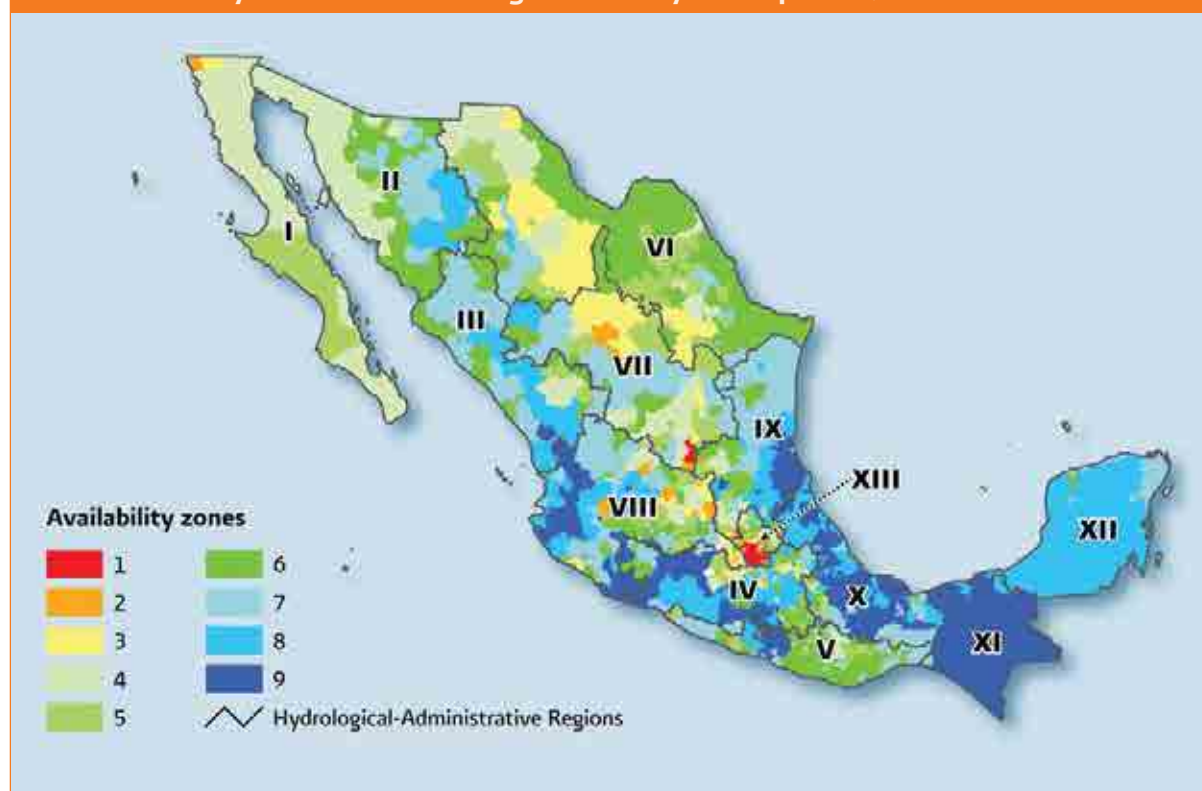 I
II
III
VI
VII
IX
XIII
VIII
XII
IV
X
V
XI
Availability zones
1
2
3
4
5
6
7
8
9
Hydrological-Administrative Regions